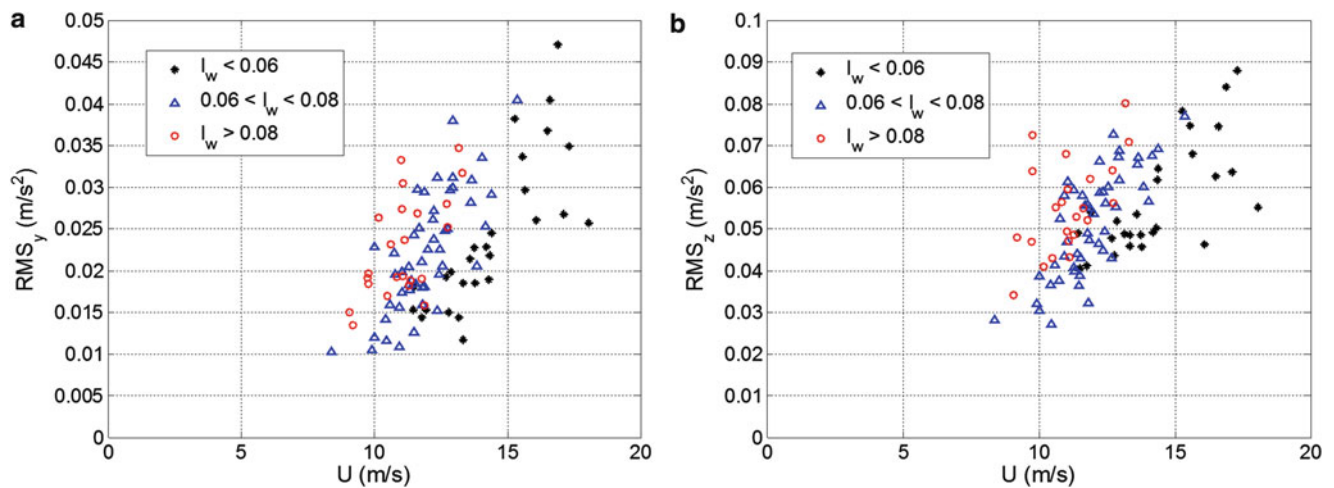 a
0.05
0.045
0.04
0.035
0.03
0.025
0.02
0.015
0.01
0.005
0
RMSy (m/s²)
Iw < 0.06
0.06 < Iw < 0.08
Iw > 0.08
0 5 10 15 20
U (m/s)
b
0.1
0.09
0.08
0.07
0.06
0.05
0.04
0.03
0.02
0.01
0
RMSz (m/s²)
Iw < 0.06
0.06 < Iw < 0.08
Iw > 0.08
0 5 10 15 20
U (m/s)